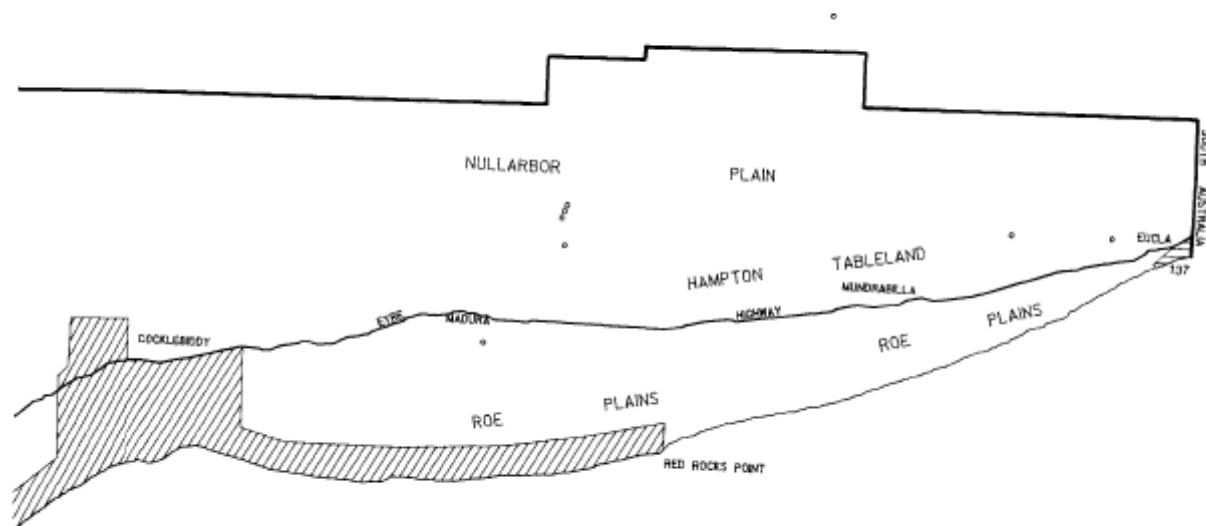 NULLARBOR PLAIN
SOUTH AUSTRALIA
EUCLA
137
HAMPTON TABLELAND
EYRE HIGHWAY
MADURA
MUNDRABELLA
COCKLEBIDDY
ROE PLAINS
ROE PLAINS
RED ROCKS POINT